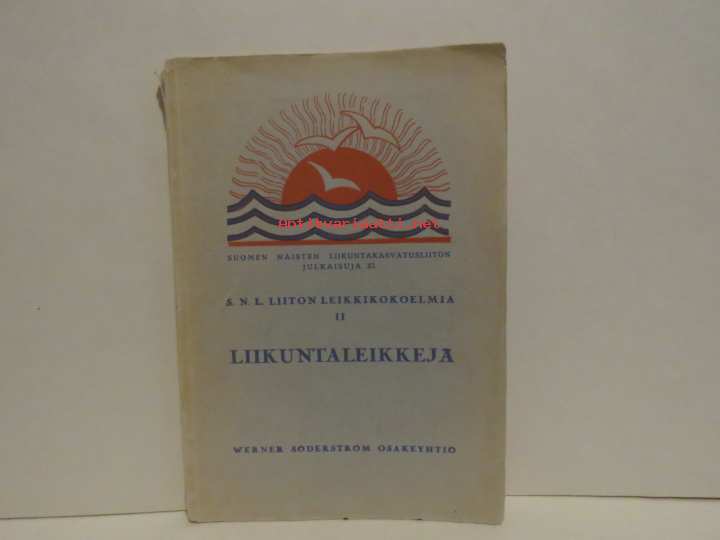 Antikvariaatti.net
SUOMEN NAISTEN LIIKUNTAKASVATUSLIITON
JULKAISUJA XI
S. N. L. LIITON LEIKKIKOKOELMIA
II
LIIKUNTALEIKKEJÄ
WERNER SÖDERSTRÖM OSAKEYHTIÖ